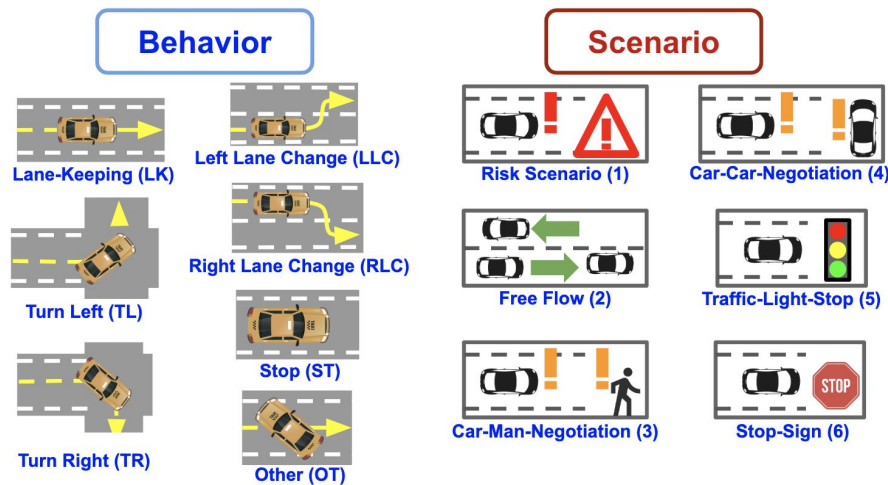 Behavior
Lane-Keeping (LK)
Left Lane Change (LLC)
Turn Left (TL)
Right Lane Change (RLC)
Stop (ST)
Turn Right (TR)
Other (OT)
Scenario
Risk Scenario (1)
Car-Car-Negotiation (4)
Free Flow (2)
Traffic-Light-Stop (5)
STOP
Car-Man-Negotiation (3)
Stop-Sign (6)